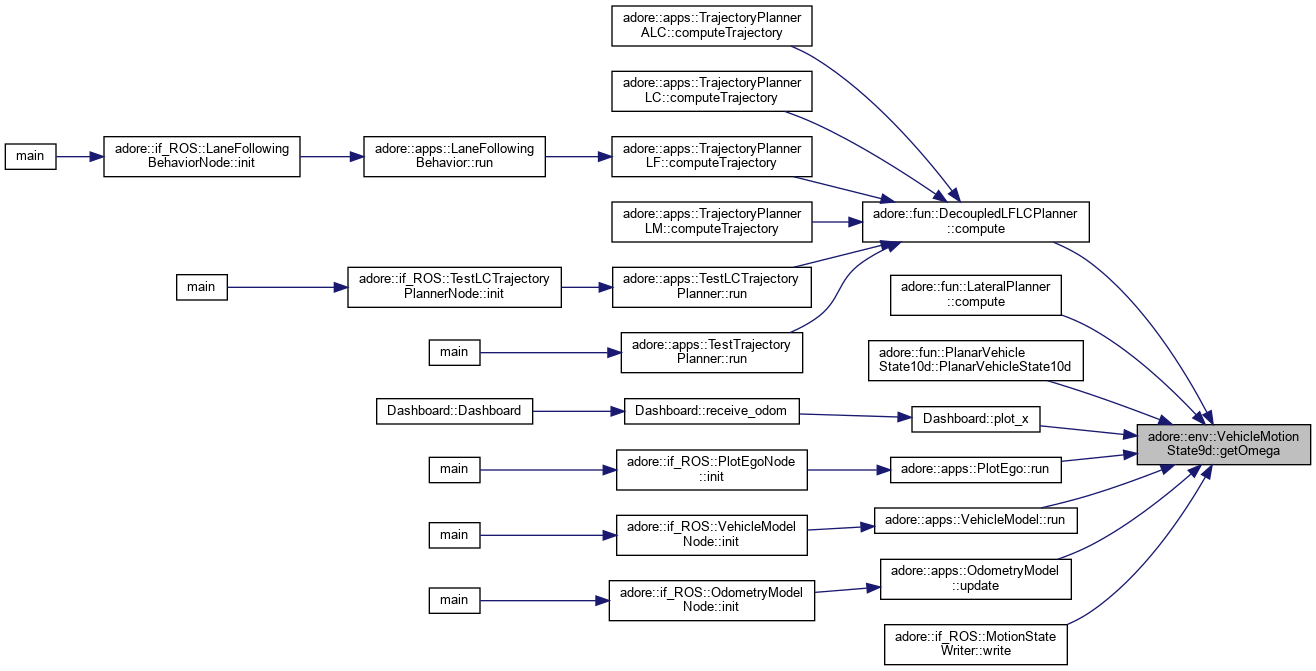 adore::apps::TrajectoryPlanner
ALC::computeTrajectory
adore::apps::TrajectoryPlanner
LC::computeTrajectory
main
adore::if_ROS::LaneFollowing
BehaviorNode::init
adore::apps::LaneFollowing
Behavior::run
adore::apps::TrajectoryPlanner
LF::computeTrajectory
adore::apps::TrajectoryPlanner
LM::computeTrajectory
adore::fun::DecoupledLFLCPlanner
::compute
main
adore::if_ROS::TestLCTrajectory
PlannerNode::init
adore::apps::TestLCTrajectory
Planner::run
adore::fun::LateralPlanner
::compute
main
adore::apps::TestTrajectory
Planner::run
adore::fun::PlanarVehicle
State10d::PlanarVehicleState10d
Dashboard::Dashboard
Dashboard::receive_odom
Dashboard::plot_x
adore::env::VehicleMotion
State9d::getOmega
main
adore::if_ROS::PlotEgoNode
::init
adore::apps::PlotEgo::run
main
adore::if_ROS::VehicleModel
Node::init
adore::apps::VehicleModel::run
main
adore::if_ROS::OdometryModel
Node::init
adore::apps::OdometryModel
::update
adore::if_ROS::MotionState
Writer::write